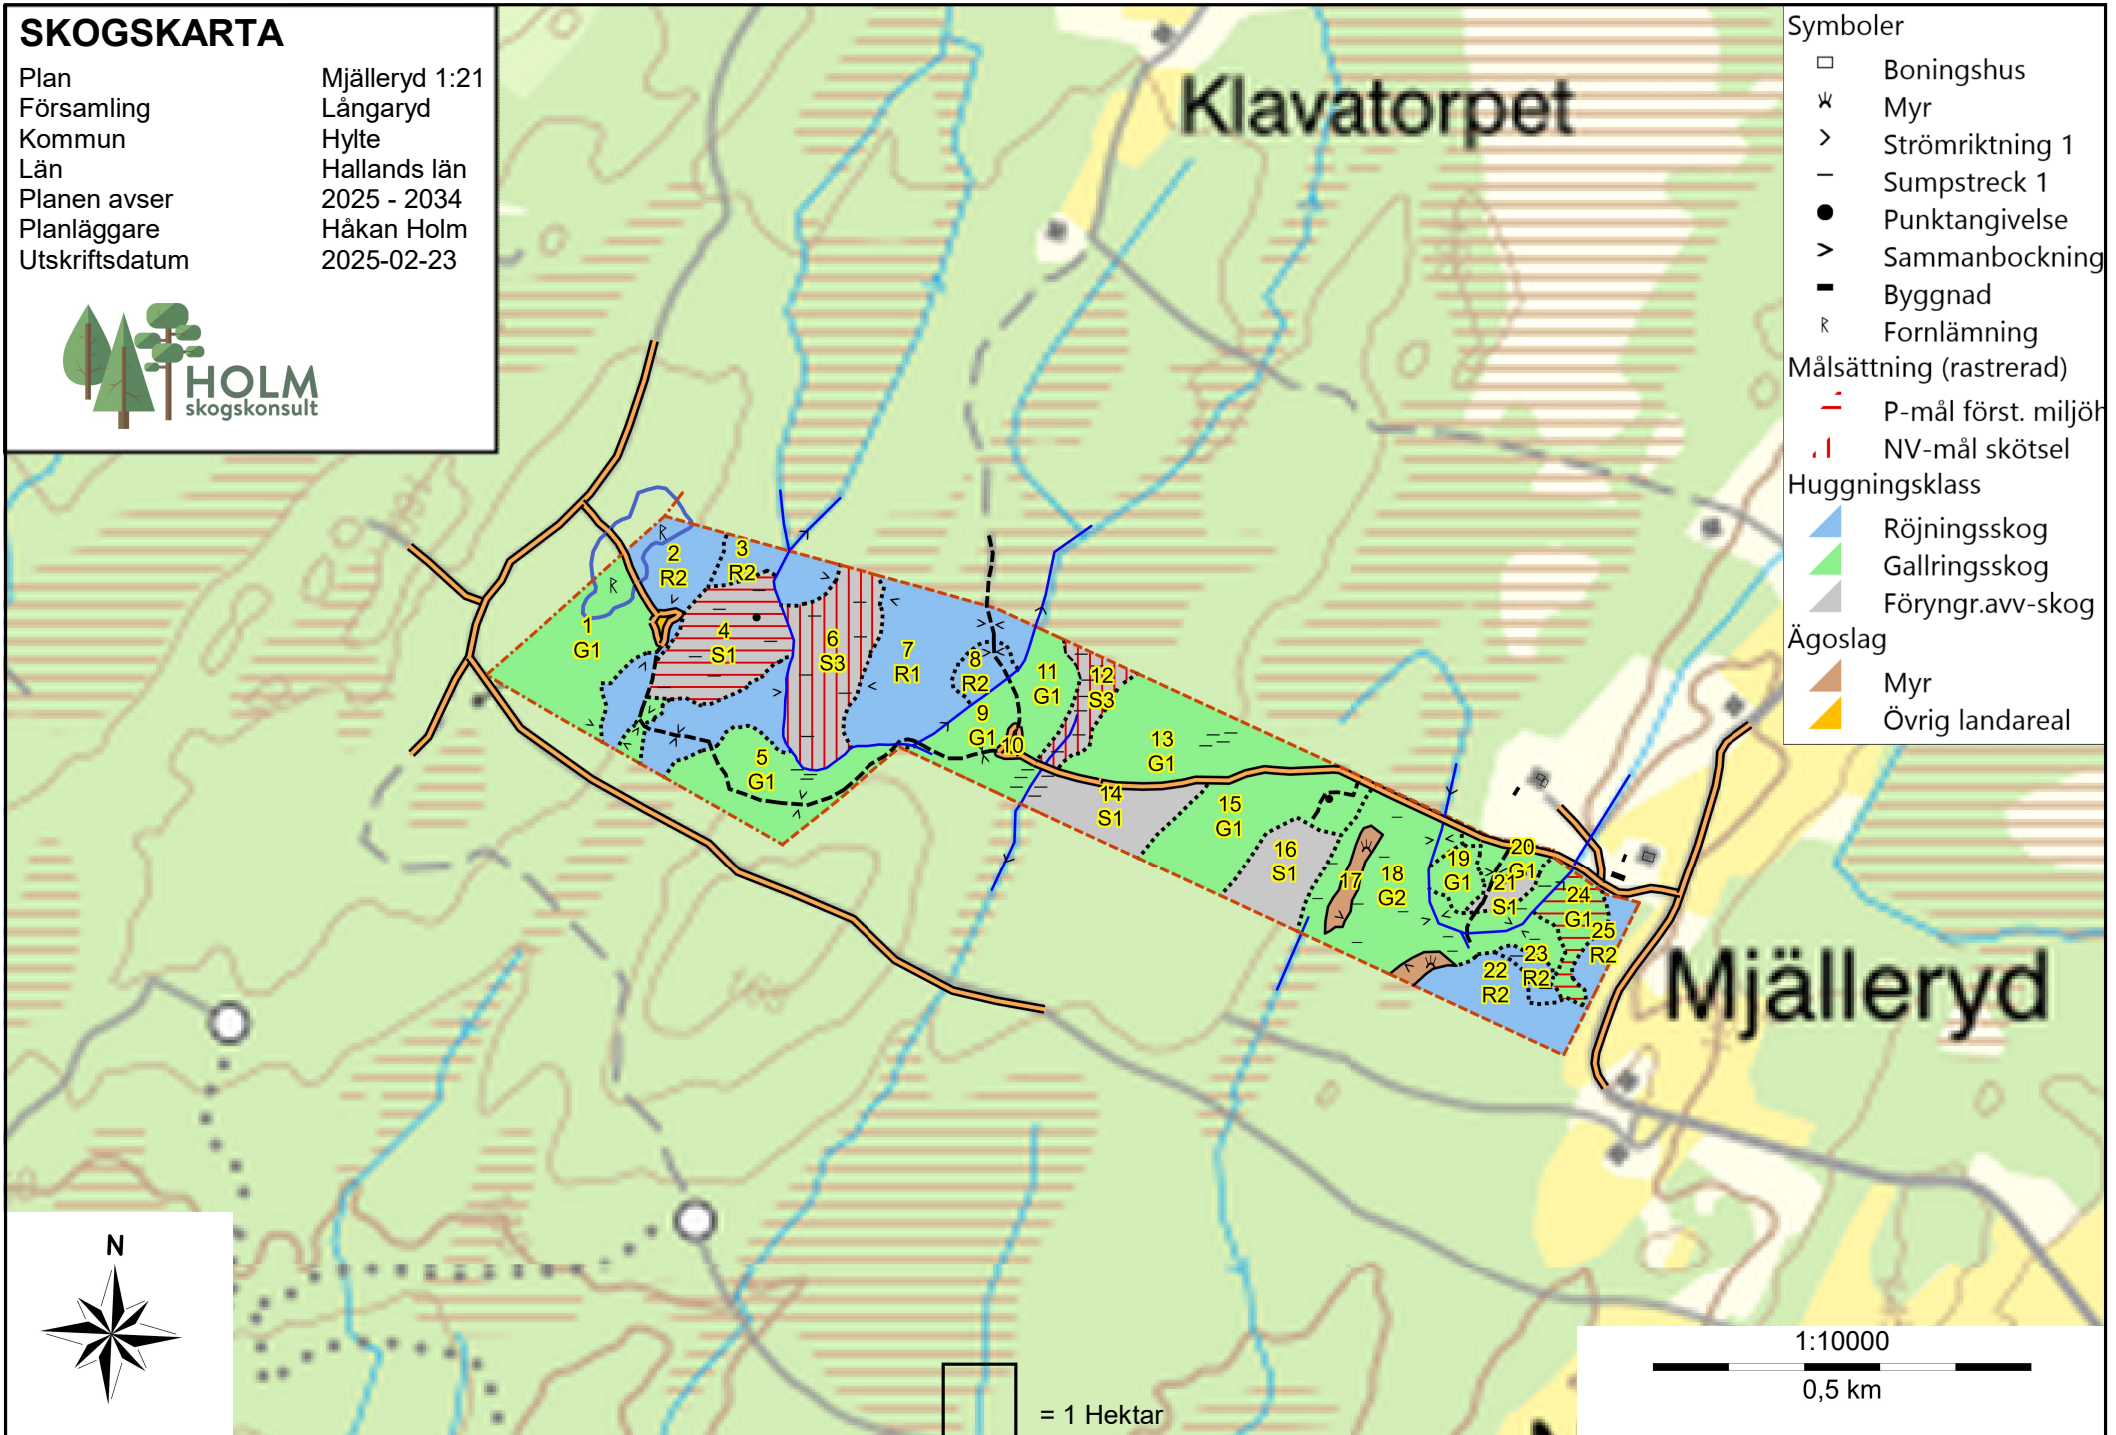 SKOGSKARTA
Plan Mjälleryd 1:21
Församling Långaryd
Kommun Hylte
Län Hallands län
Planen avser 2025 - 2034
Planläggare Håkan Holm
Utskriftsdatum 2025-02-23
HOLM
skogskonsult
Klavatorpet
Symboler
Boningshus
Myr
Strömriktning 1
Sumpstreck 1
Punktangivelse
Sammanbockning
Byggnad
Fornlämning
Målsättning (rastrerad)
P-mål först. miljöh
NV-mål skötsel
Huggningsklass
Röjningsskog
Gallringsskog
Föryngr.avv-skog
Ägoslag
Myr
Övrig landareal
1
G1
2
R2
3
R2
4
S1
5
G1
6
S3
7
R1
8
R2
9
G1
10
11
G1
12
S3
13
G1
14
S1
15
G1
16
S1
17
18
G2
19
G1
20
G1
21
S1
22
R2
23
R2
24
G1
25
R2
Mjälleryd
N
= 1 Hektar
1:10000
0,5 km